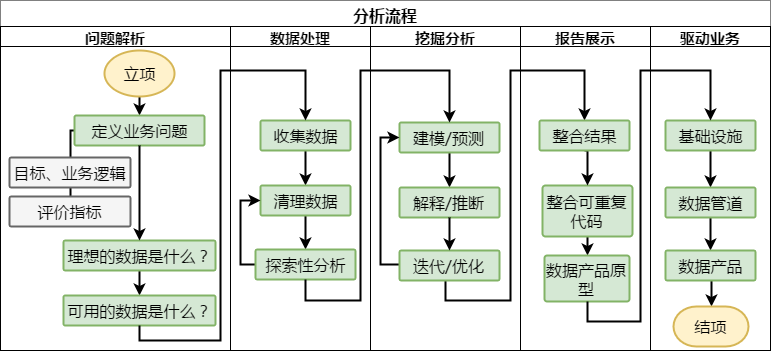 分析流程
问题解析
数据处理
挖掘分析
报告展示
驱动业务
立项
定义业务问题
目标、业务逻辑
评价指标
理想的数据是什么？
可用的数据是什么？
收集数据
清理数据
探索性分析
建模/预测
解释/推断
迭代/优化
整合结果
整合可重复
代码
数据产品原
型
基础设施
数据管道
数据产品
结项